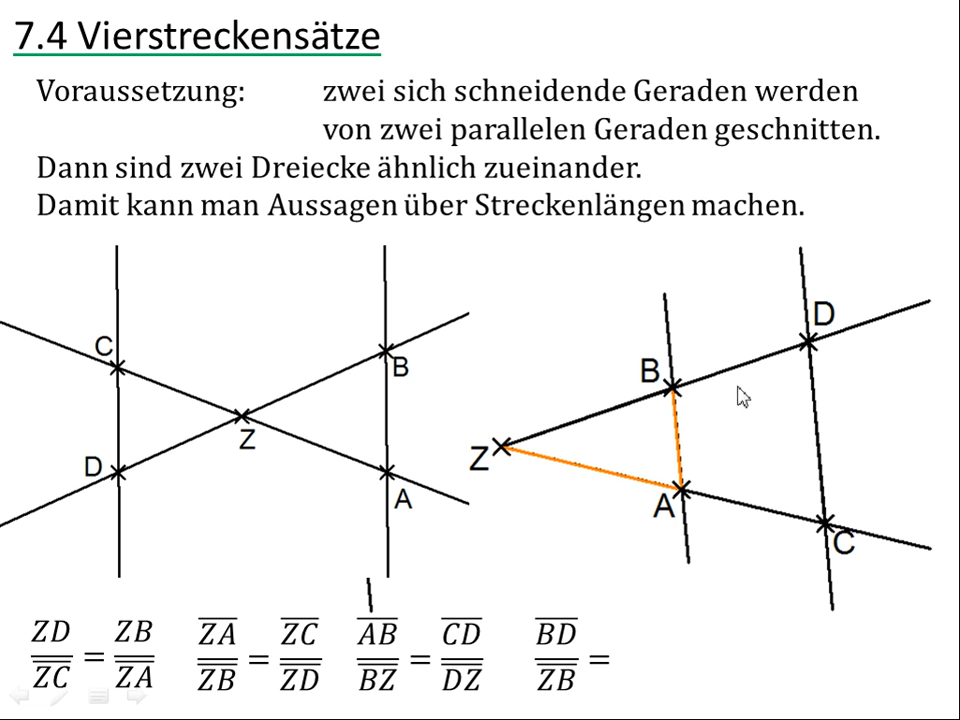 7.4 Vierstreckensätze
Voraussetzung: zwei sich schneidende Geraden werden
von zwei parallelen Geraden geschnitten.
Dann sind zwei Dreiecke ähnlich zueinander.
Damit kann man Aussagen über Streckenlängen machen.
C
B
Z
D
A
D
B
Z
A
C
ZD/ZC = ZB/ZA ZA/ZB = ZC/ZD AB/BZ = CD/DZ BD/ZB =